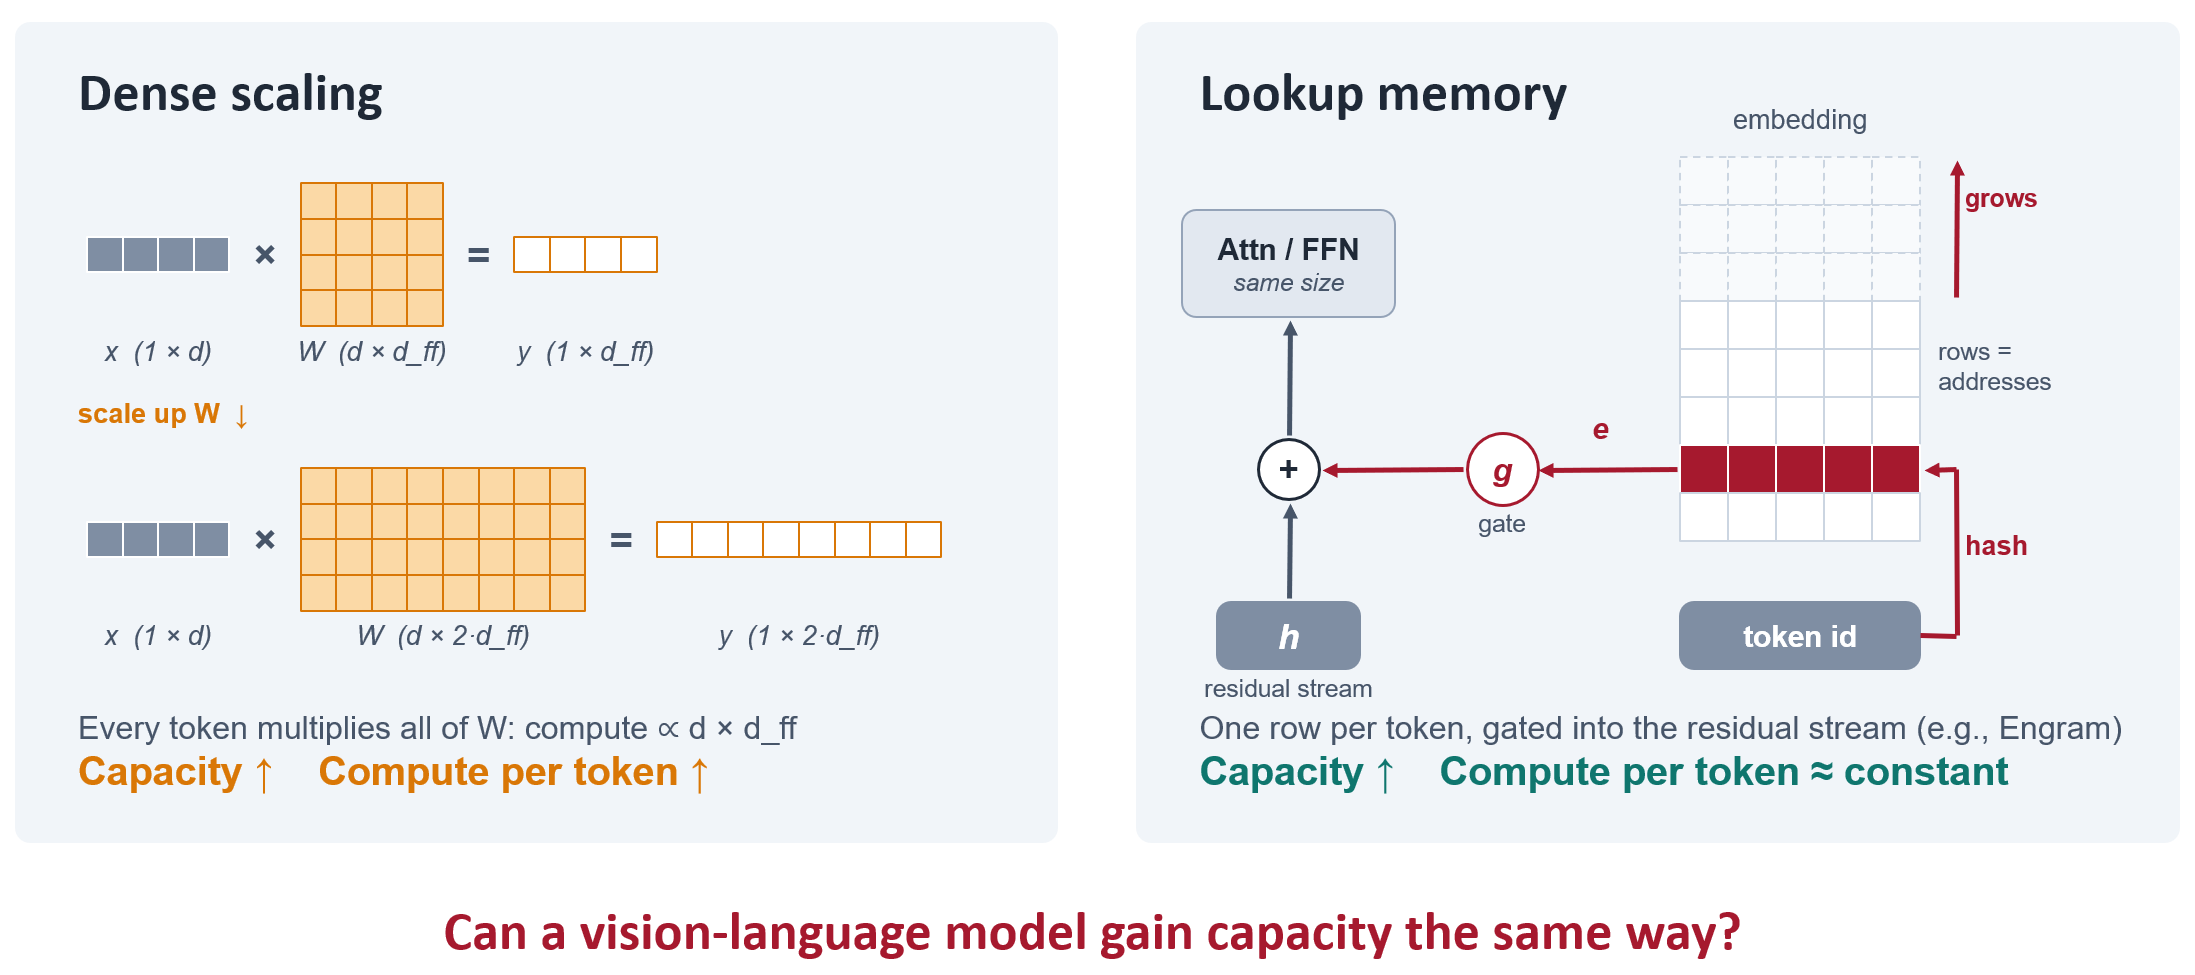 Dense scaling
× =
x (1 × d) W (d × d_ff) y (1 × d_ff)
scale up W ↓
× =
x (1 × d) W (d × 2·d_ff) y (1 × 2·d_ff)
Every token multiplies all of W: compute ∝ d × d_ff
Capacity ↑ Compute per token ↑
Lookup memory
embedding
grows
Attn / FFN
same size
rows =
addresses
e
+
g
gate
hash
h
token id
residual stream
One row per token, gated into the residual stream (e.g., Engram)
Capacity ↑ Compute per token ≈ constant
Can a vision-language model gain capacity the same way?